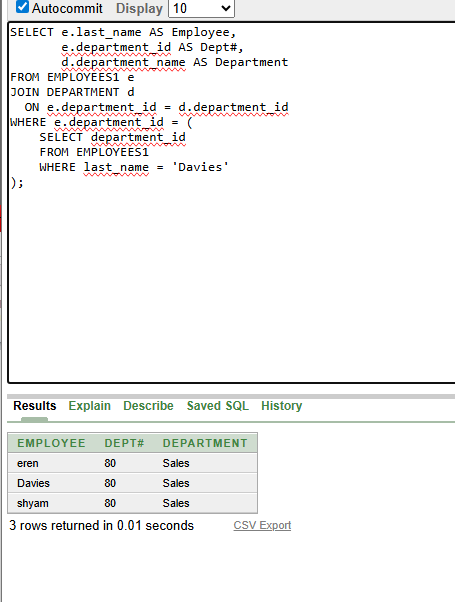 Autocommit Display 10
SELECT e.last_name AS Employee,
e.department_id AS Dept#,
d.department_name AS Department
FROM EMPLOYEES1 e
JOIN DEPARTMENT d
ON e.department_id = d.department_id
WHERE e.department_id = (
SELECT department_id
FROM EMPLOYEES1
WHERE last_name = 'Davies'
);
Results Explain Describe Saved SQL History
EMPLOYEE DEPT# DEPARTMENT
eren 80 Sales
Davies 80 Sales
shyam 80 Sales
3 rows returned in 0.01 seconds CSV Export